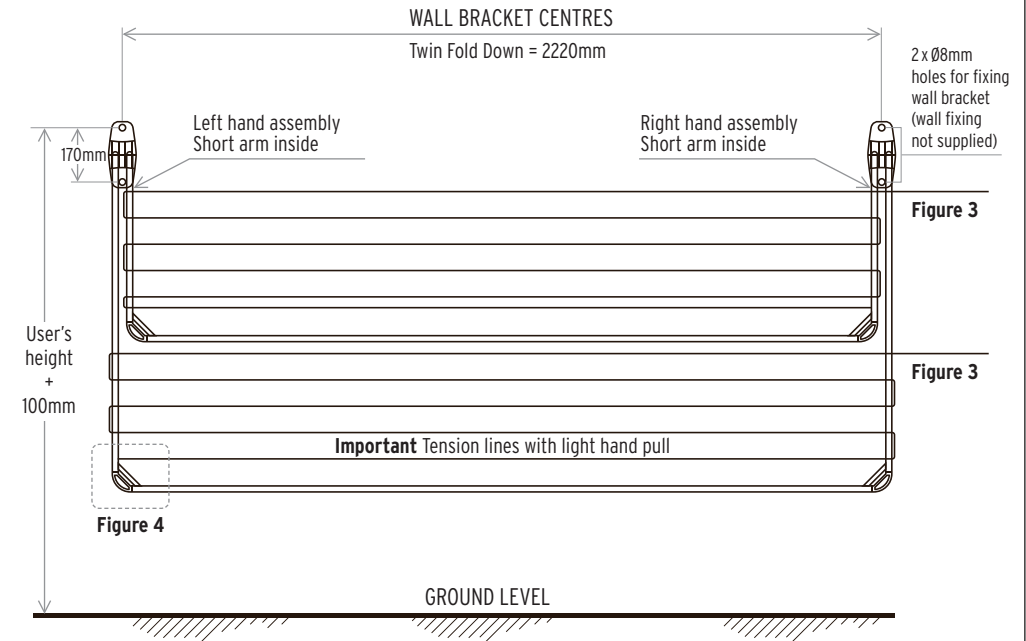 WALL BRACKET CENTRES
Twin Fold Down = 2220mm
2 x Ø8mm
holes for fixing
wall bracket
(wall fixing
not supplied)
Left hand assembly
Short arm inside
Right hand assembly
Short arm inside
170mm
Figure 3
User's
height
+
100mm
Figure 3
Important Tension lines with light hand pull
Figure 4
GROUND LEVEL